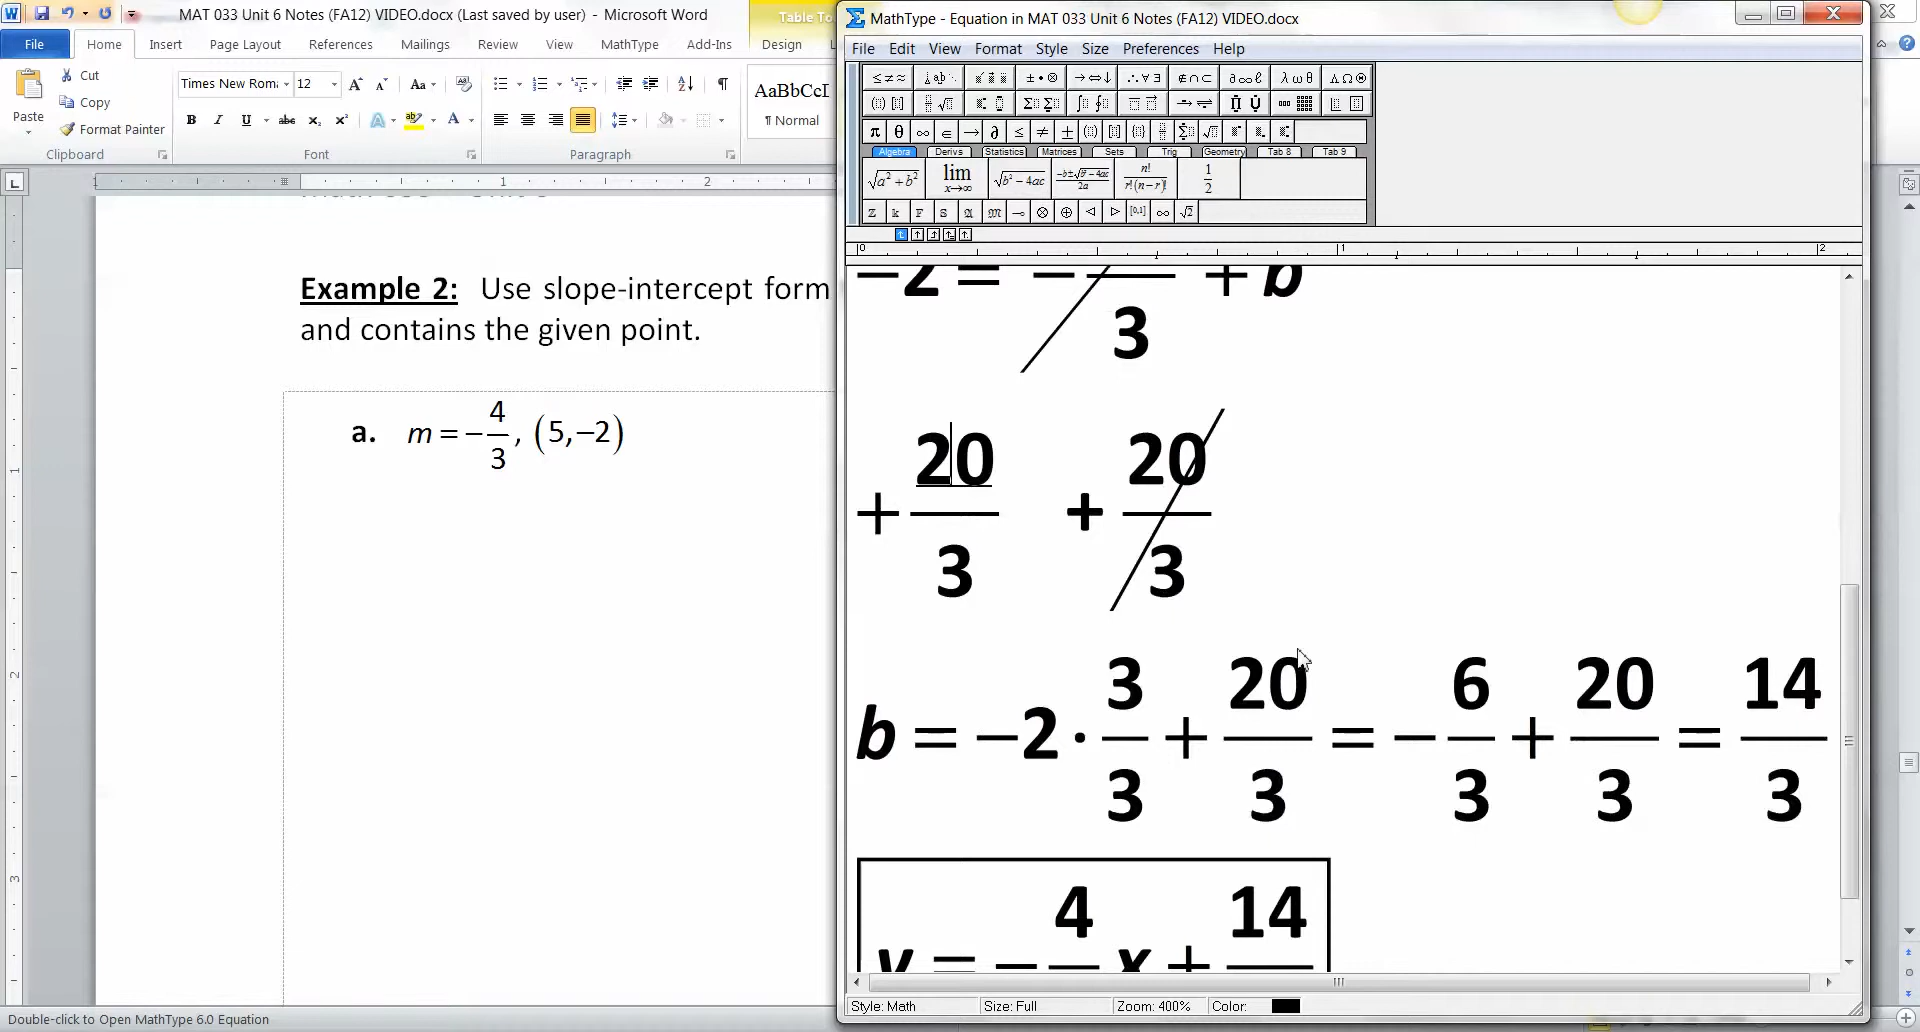 MAT 033 Unit 6 Notes (FA12) VIDEO.docx (Last saved by user) - Microsoft Word
Table To
File Home Insert Page Layout References Mailings Review View MathType Add-Ins Design
Cut
Copy
Format Painter
Paste
Times New Rom 12
AaBbCcI
¶ Normal
Clipboard Font Paragraph
Example 2: Use slope-intercept form
and contains the given point.
a. m = −4/3, (5,−2)
Double-click to Open MathType 6.0 Equation
MathType - Equation in MAT 033 Unit 6 Notes (FA12) VIDEO.docx
File Edit View Format Style Size Preferences Help
Algebra Derivs Statistics Matrices Sets Trig Geometry Tab 8 Tab 9
−2 = − /3 + b
+ 20/3 + 20/3
b = −2 · 3/3 + 20/3 = − 6/3 + 20/3 = 14/3
y = − 4 x + 14
Style: Math Size: Full Zoom: 400% Color: